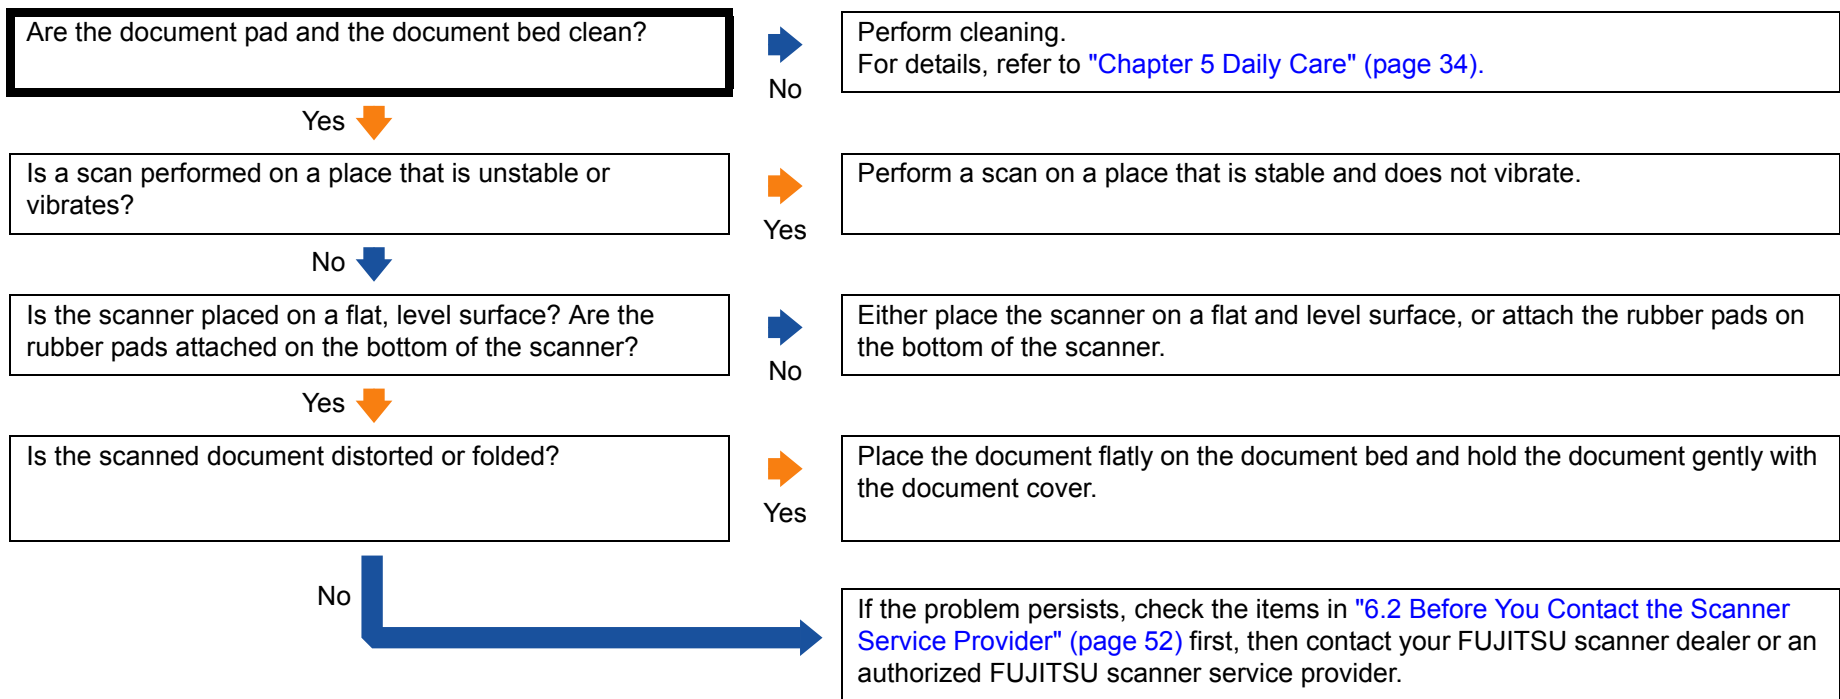 Are the document pad and the document bed clean?
No
Perform cleaning.
For details, refer to "Chapter 5 Daily Care" (page 34).
Yes
Is a scan performed on a place that is unstable or
vibrates?
Yes
Perform a scan on a place that is stable and does not vibrate.
No
Is the scanner placed on a flat, level surface? Are the
rubber pads attached on the bottom of the scanner?
No
Either place the scanner on a flat and level surface, or attach the rubber pads on
the bottom of the scanner.
Yes
Is the scanned document distorted or folded?
Yes
Place the document flatly on the document bed and hold the document gently with
the document cover.
No
If the problem persists, check the items in "6.2 Before You Contact the Scanner
Service Provider" (page 52) first, then contact your FUJITSU scanner dealer or an
authorized FUJITSU scanner service provider.